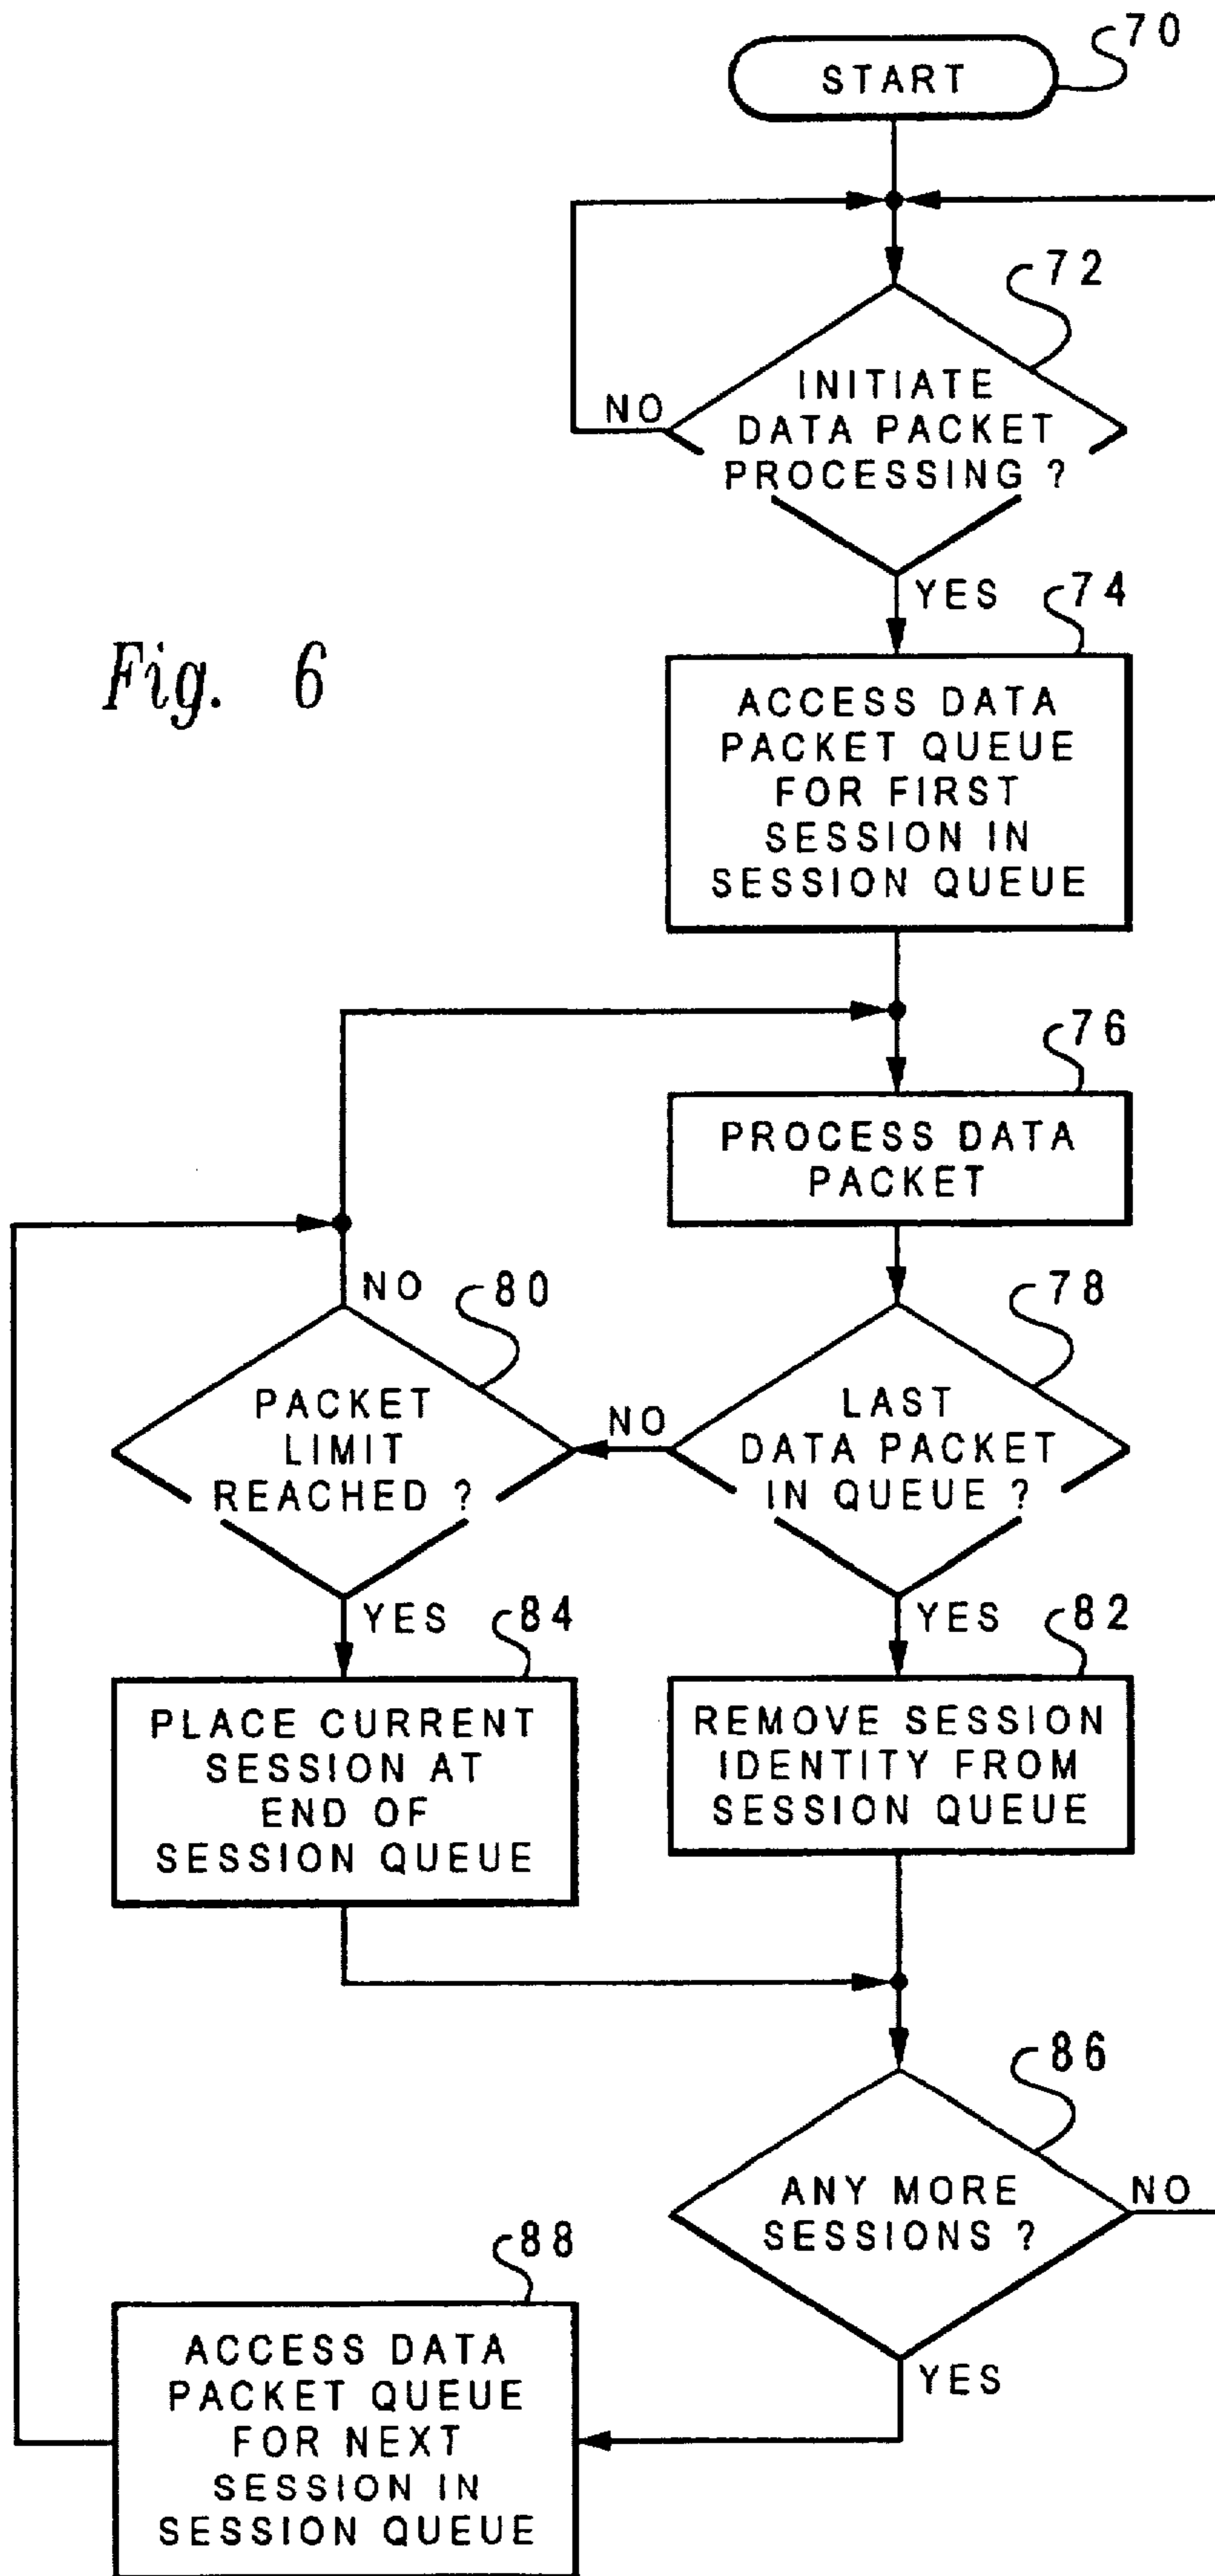 70
START
72
INITIATE
DATA PACKET
PROCESSING ?
NO
YES
74
Fig. 6
ACCESS DATA
PACKET QUEUE
FOR FIRST
SESSION IN
SESSION QUEUE
76
PROCESS DATA
PACKET
NO
80
78
PACKET
LIMIT
REACHED ?
NO
LAST
DATA PACKET
IN QUEUE ?
YES
84
YES
82
PLACE CURRENT
SESSION AT
END OF
SESSION QUEUE
REMOVE SESSION
IDENTITY FROM
SESSION QUEUE
86
ANY MORE
SESSIONS ?
NO
YES
88
ACCESS DATA
PACKET QUEUE
FOR NEXT
SESSION IN
SESSION QUEUE